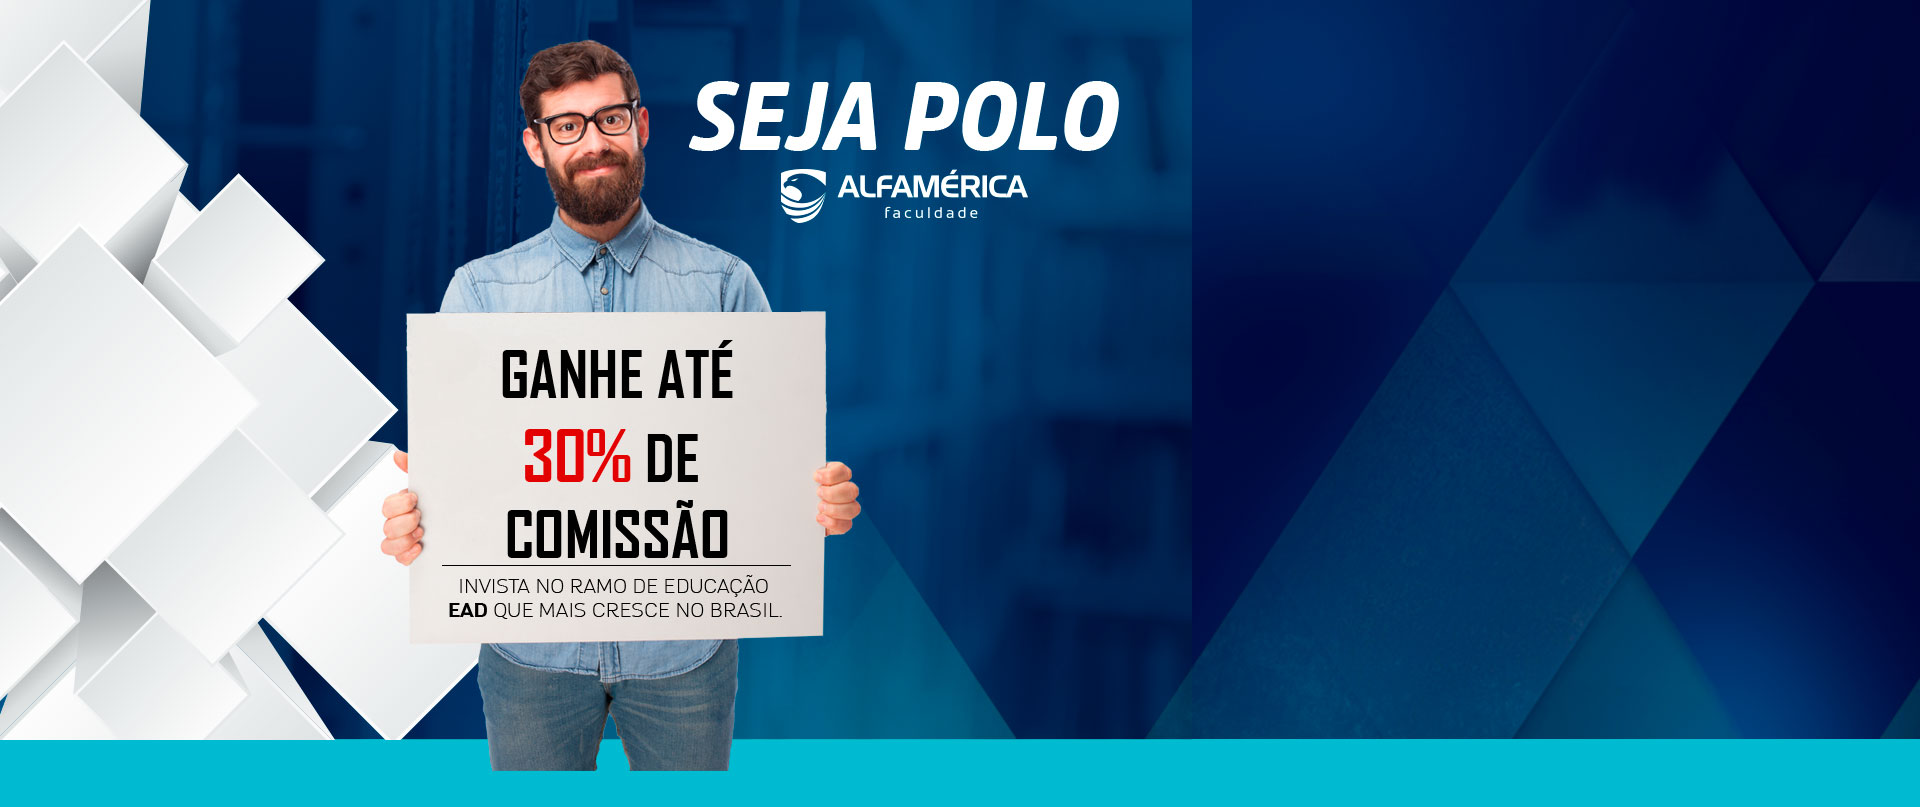 SEJA POLO
ALFAMÉRICA
faculdade
GANHE ATÉ
30% DE
COMISSÃO
INVISTA NO RAMO DE EDUCAÇÃO
EAD QUE MAIS CRESCE NO BRASIL.